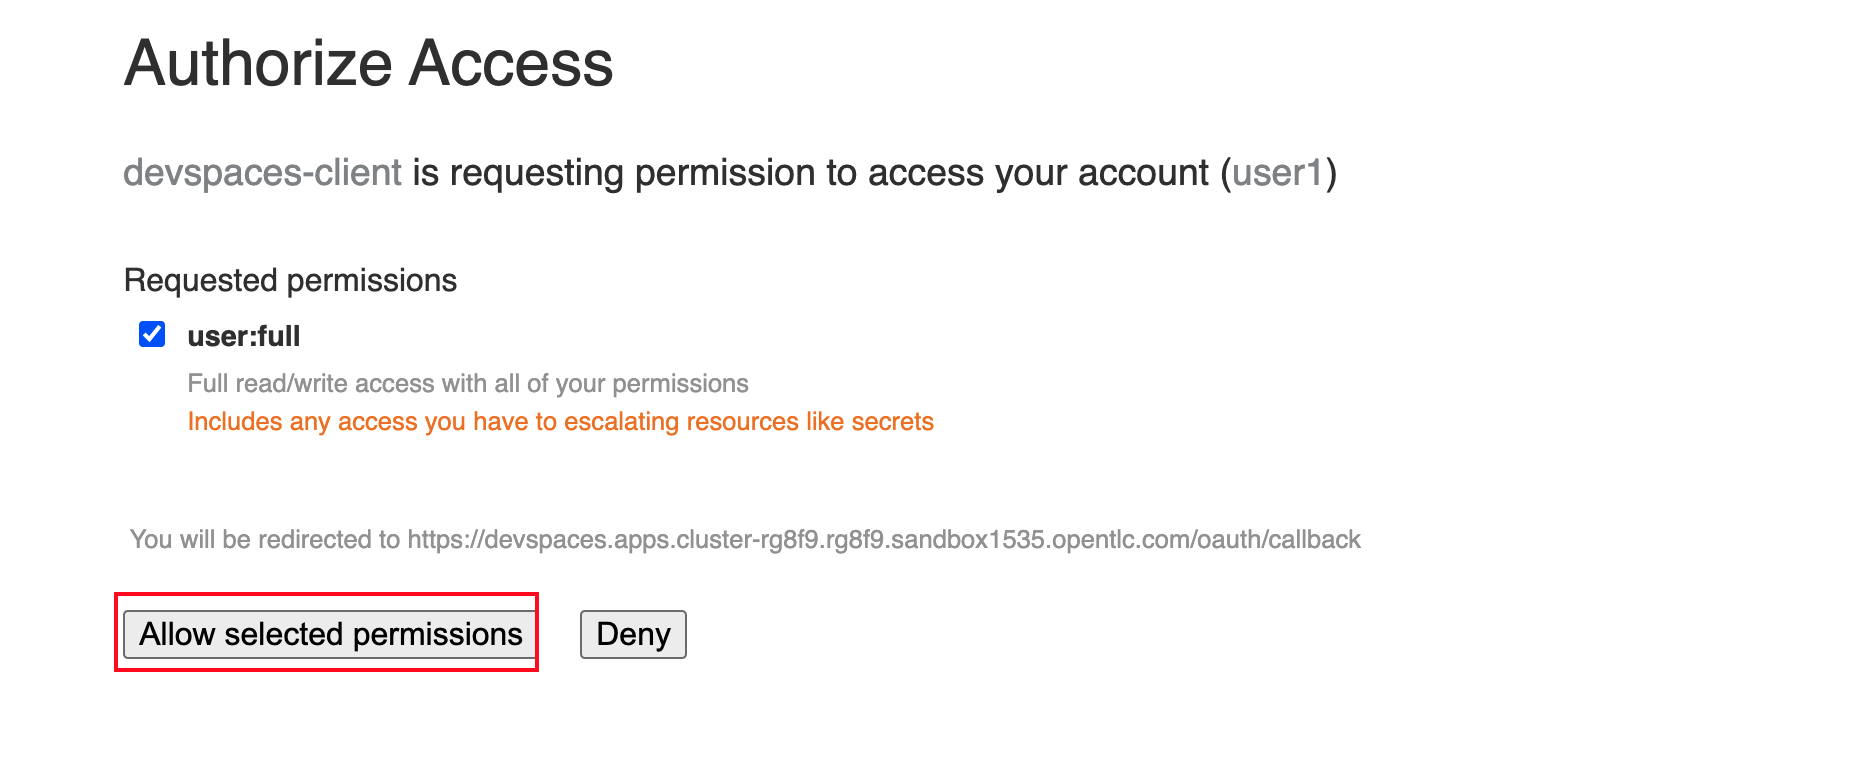 Authorize Access
devspaces-client is requesting permission to access your account (user1)
Requested permissions
user:full
Full read/write access with all of your permissions
Includes any access you have to escalating resources like secrets
You will be redirected to https://devspaces.apps.cluster-rg8f9.rg8f9.sandbox1535.opentlc.com/oauth/callback
Allow selected permissions Deny